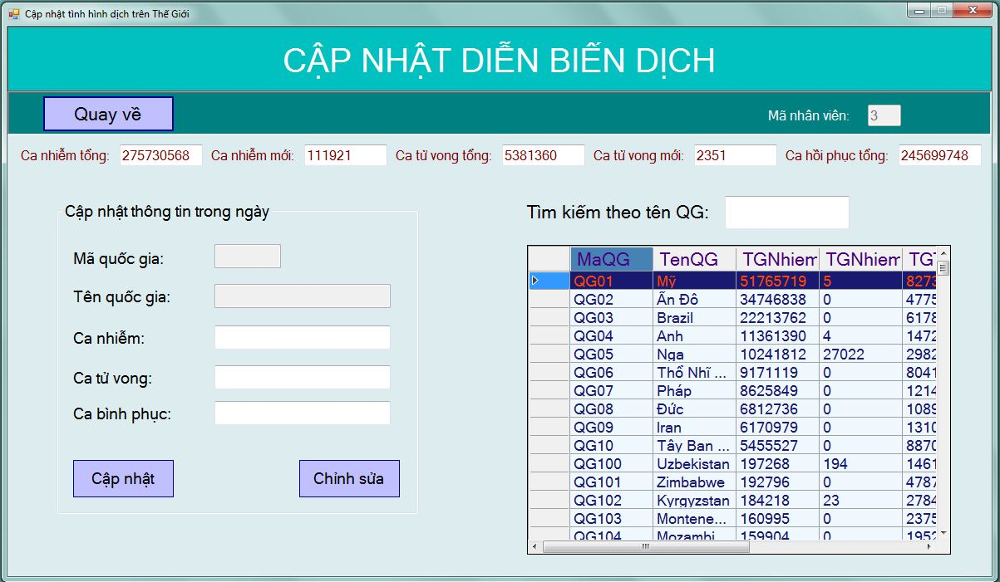 Cập nhật tình hình dịch trên Thế Giới
CẬP NHẬT DIỄN BIẾN DỊCH
Quay về
Mã nhân viên: 3
Ca nhiễm tổng: 275730568 Ca nhiễm mới: 111921 Ca tử vong tổng: 5381360 Ca tử vong mới: 2351 Ca hồi phục tổng: 245699748
Cập nhật thông tin trong ngày
Mã quốc gia:
Tên quốc gia:
Ca nhiễm:
Ca tử vong:
Ca bình phục:
Cập nhật Chỉnh sửa
Tìm kiếm theo tên QG:
MaQG TenQG TGNhiem TGNhiem TGT
QG01 Mỹ 51765719 5 8273
QG02 Ấn Đô 34746838 0 4775
QG03 Brazil 22213762 0 6178
QG04 Anh 11361390 4 1472
QG05 Nga 10241812 27022 2982
QG06 Thổ Nhĩ ... 9171119 0 8041
QG07 Pháp 8625849 0 1214
QG08 Đức 6812736 0 1089
QG09 Iran 6170979 0 1310
QG10 Tây Ban ... 5455527 0 8870
QG100 Uzbekistan 197268 194 1461
QG101 Zimbabwe 192796 0 4787
QG102 Kyrgyzstan 184218 23 2784
QG103 Montene... 160995 0 2375
QG104 Mozambi... 159904 0 1952